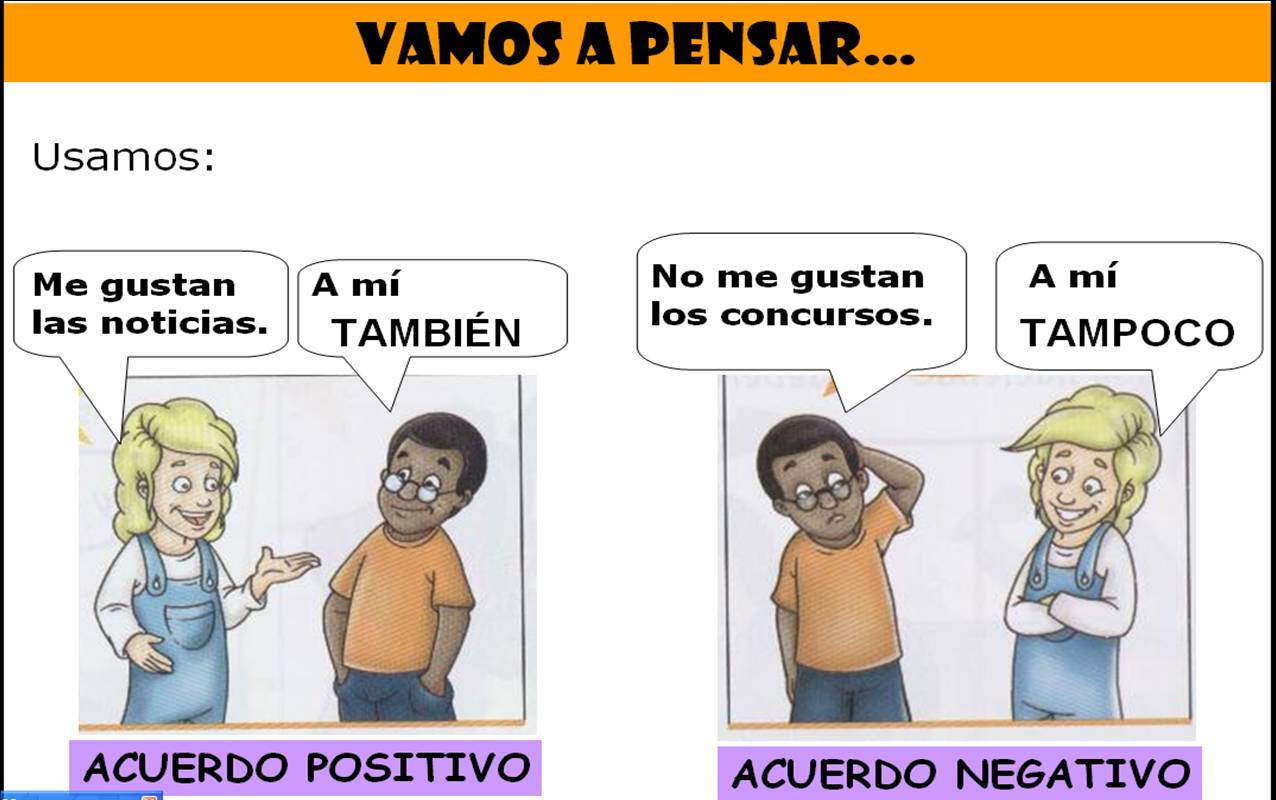 VAMOS A PENSAR...
Usamos:
Me gustan
las noticias.
A mí
TAMBIÉN
No me gustan
los concursos.
A mí
TAMPOCO
ACUERDO POSITIVO
ACUERDO NEGATIVO